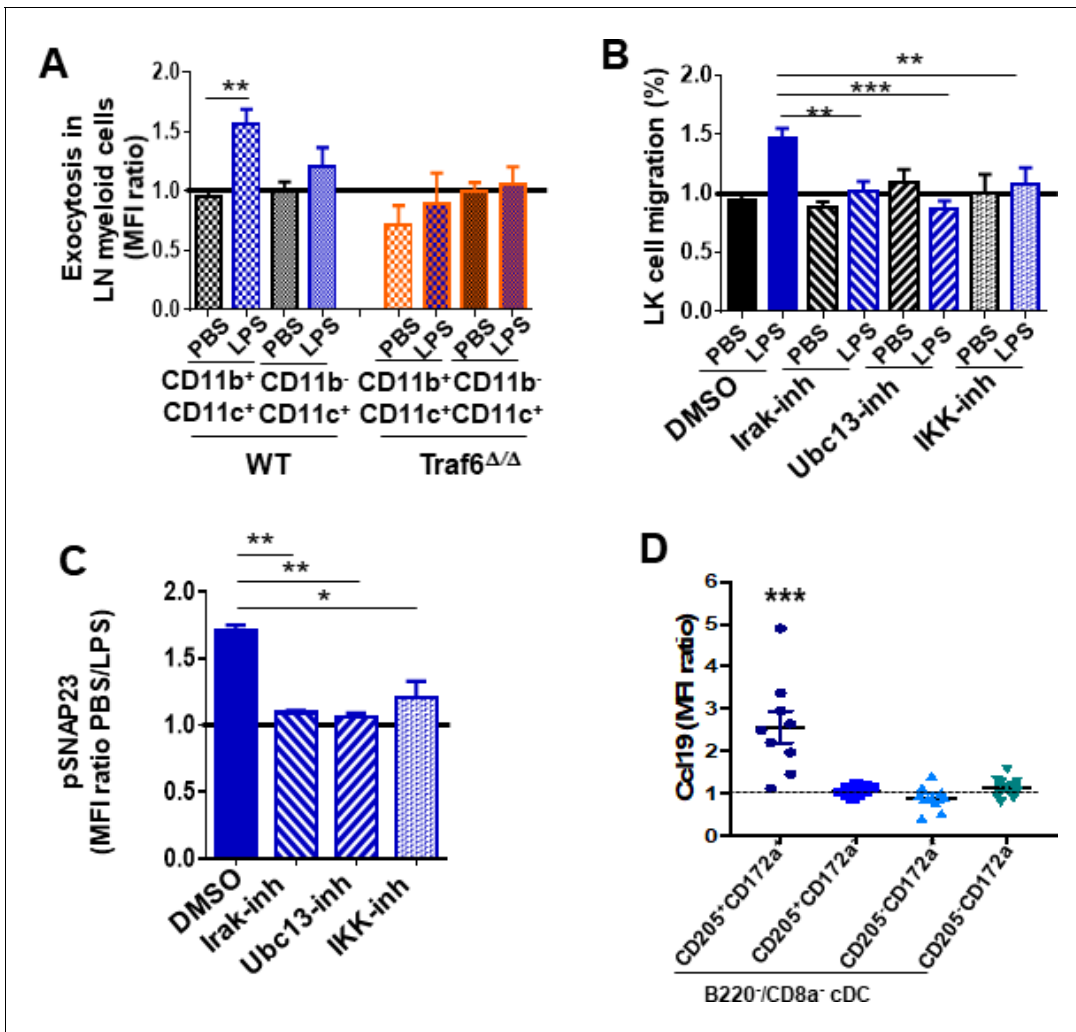 A
Exocytosis in
LN myeloid cells
(MFI ratio)
2.0
1.5
1.0
0.5
0.0
**
PBS LPS PBS LPS PBS LPS PBS LPS
CD11b⁺ CD11b⁻ CD11b⁺ CD11b⁻
CD11c⁺ CD11c⁺ CD11c⁺ CD11c⁺
WT Traf6Δ/Δ
B
LK cell migration (%)
2.0
1.5
1.0
0.5
0.0
**
***
**
PBS LPS PBS LPS PBS LPS PBS LPS
DMSO Irak-inh Ubc13-inh IKK-inh
C
pSNAP23
(MFI ratio PBS/LPS)
2.0
1.5
1.0
0.5
0.0
**
**
*
DMSO Irak-inh Ubc13-inh IKK-inh
D
Ccl19 (MFI ratio)
6
5
4
3
2
1
0
***
CD205⁺CD172a⁻ CD205⁺CD172a⁻ CD205⁻CD172a⁻ CD205⁻CD172a⁻
B220⁻/CD8a⁻ cDC